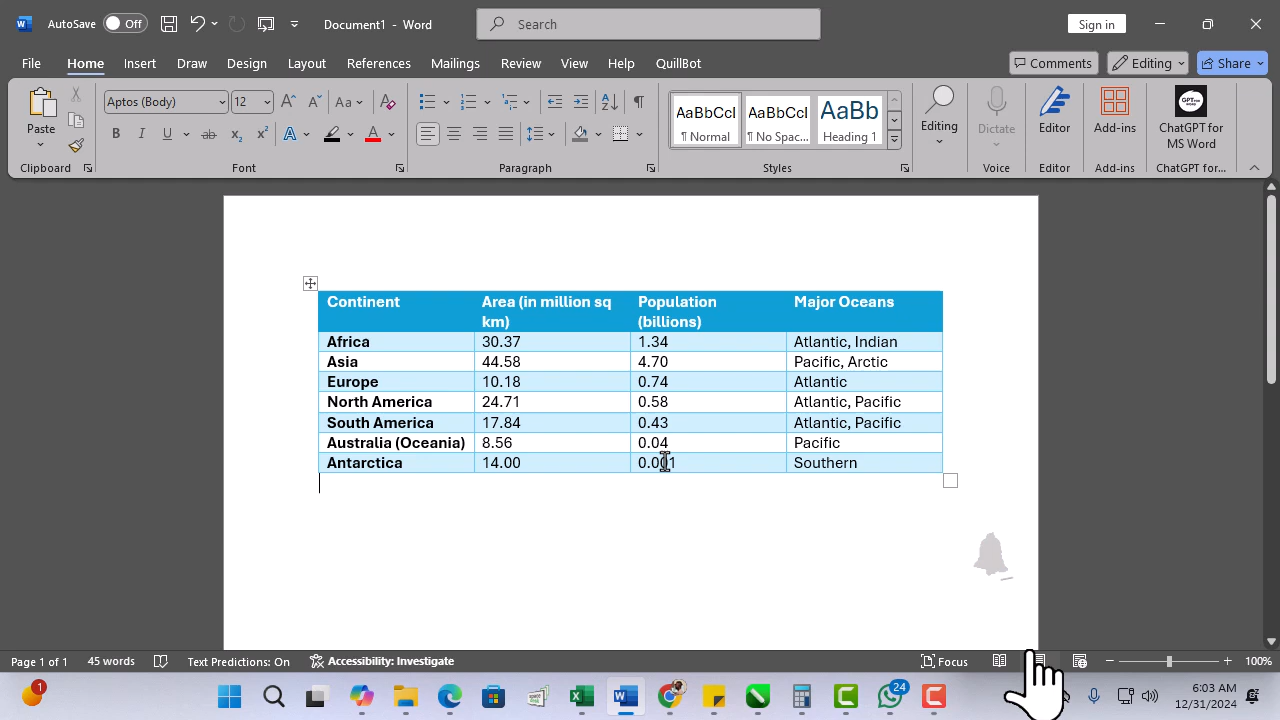 AutoSave Off Document1 - Word Search Sign in
File Home Insert Draw Design Layout References Mailings Review View Help QuillBot Comments Editing Share
Paste Aptos (Body) 12 Aa AaBbCcI AaBbCcI AaBb Editing Dictate Editor Add-ins ChatGPT for MS Word
¶ Normal ¶ No Spac... Heading 1
Clipboard Font Paragraph Styles Voice Editor Add-ins ChatGPT for...
Continent Area (in million sq km) Population (billions) Major Oceans
Africa 30.37 1.34 Atlantic, Indian
Asia 44.58 4.70 Pacific, Arctic
Europe 10.18 0.74 Atlantic
North America 24.71 0.58 Atlantic, Pacific
South America 17.84 0.43 Atlantic, Pacific
Australia (Oceania) 8.56 0.04 Pacific
Antarctica 14.00 0.001 Southern
Page 1 of 1 45 words Text Predictions: On Accessibility: Investigate Focus 100%
1 24 6:03 AM
12/31/2024